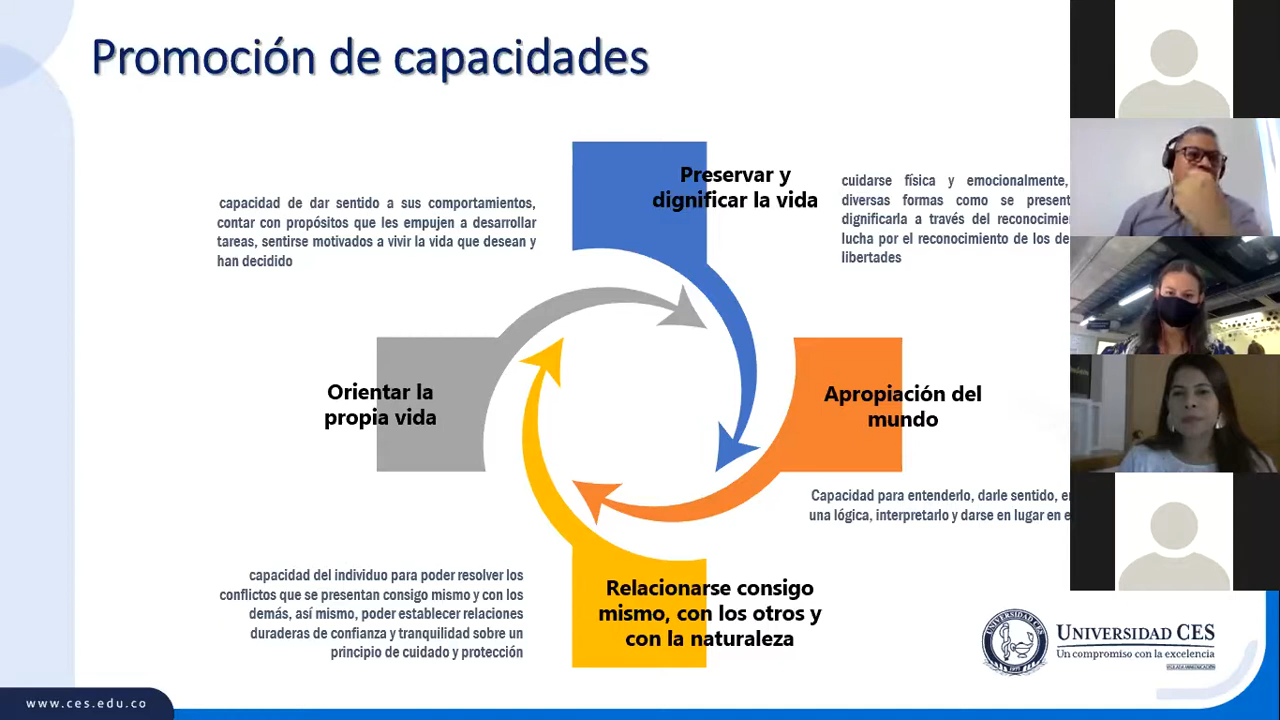 Promoción de capacidades
Preservar y
dignificar la vida
cuidarse física y emocionalmente,
diversas formas como se
dignificarla a través del
lucha por el reconocimiento de los
libertades
capacidad de dar sentido a sus comportamientos,
contar con propósitos que les empujen a desarrollar
tareas, sentirse motivados a vivir la vida que desean y
han decidido
Orientar la
propia vida
Apropiación del
mundo
Capacidad para entenderlo, darle sentido,
una lógica, interpretarlo y darse en lugar en
Relacionarse consigo
mismo, con los otros y
con la naturaleza
capacidad del individuo para poder resolver los
conflictos que se presentan consigo mismo y con los
demás, así mismo, poder establecer relaciones
duraderas de confianza y tranquilidad sobre un
principio de cuidado y protección
UNIVERSIDAD CES
UNIVERSIDAD CES
Un compromiso con la excelencia
www.ces.edu.co